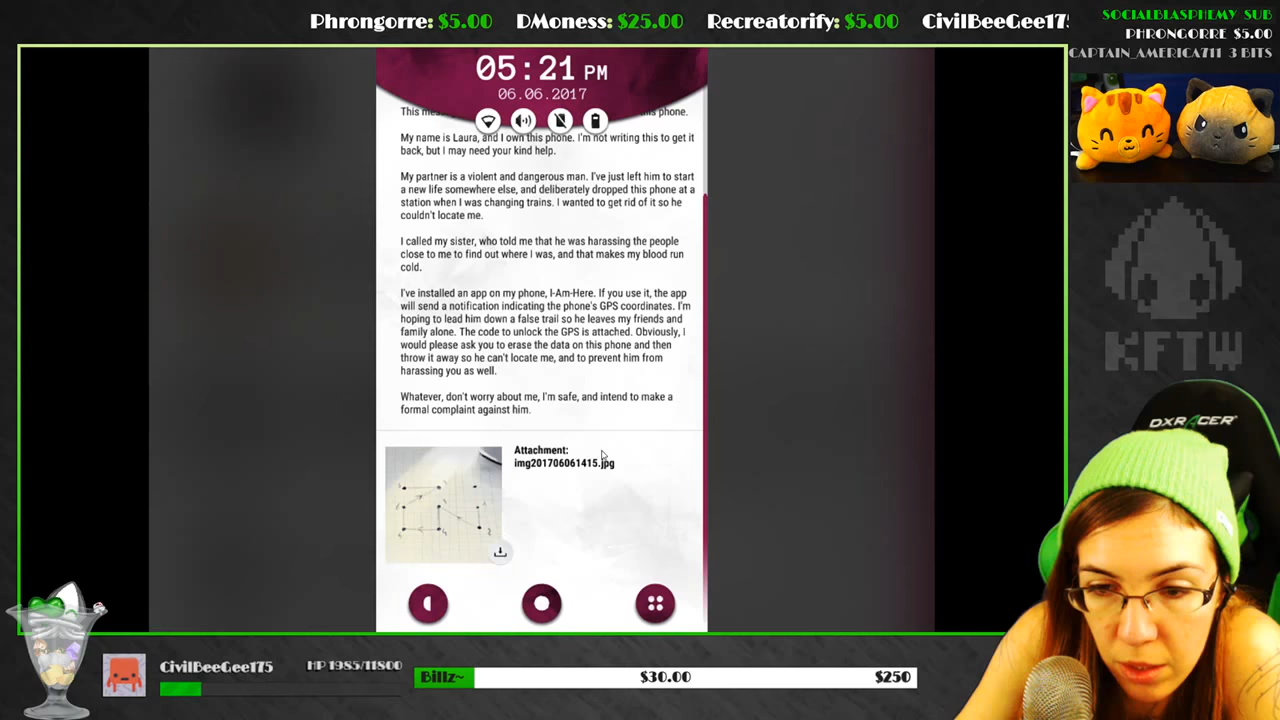 Phrongorre: $5.00 DMoness: $25.00 Recreatorify: $5.00 CivilBeeGee175
SOCIALBLASPHEMY SUB
PHRONGORRE $5.00
CAPTAIN_AMERICA711 3 BITS
05:21 PM
06.06.2017
This phone.
My name is Laura, and I own this phone. I'm not writing this to get it
back, but I may need your kind help.
My partner is a violent and dangerous man. I've just left him to start
a new life somewhere else, and deliberately dropped this phone at a
station when I was changing trains. I wanted to get rid of it so he
couldn't locate me.
I called my sister, who told me that he was harassing the people
close to me to find out where I was, and that makes my blood run
cold.
I've installed an app on my phone, I-Am-Here. If you use it, the app
will send a notification indicating the phone's GPS coordinates. I'm
hoping to lead him down a false trail so he leaves my friends and
family alone. The code to unlock the GPS is attached. Obviously, I
would please ask you to erase the data on this phone and then
throw it away so he can't locate me, and to prevent him from
harassing you as well.
Whatever, don't worry about me, I'm safe, and intend to make a
formal complaint against him.
Attachment:
img201706061415.jpg
KFTW
DXRACER
CivilBeeGee175 HP 1985/11800
Billz~ $30.00 $250